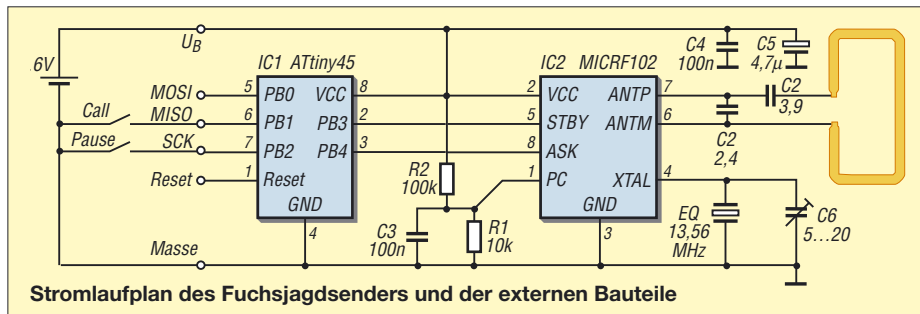 U_B
6V
IC1 ATtiny45
IC2 MICRF102
C4
100n
C5
4,7µ
MOSI
5
PB0
VCC
8
2
VCC
ANTP
7
C2
3,9
Call
MISO
6
PB1
PB3
2
5
STBY
ANTM
6
C2
2,4
Pause
SCK
7
PB2
PB4
3
8
ASK
R2
100k
Reset
1
Reset
GND
4
1
PC
XTAL
4
GND
3
C3
100n
R1
10k
EQ
13,56
MHz
C6
5...20
Masse
Stromlaufplan des Fuchsjagdsenders und der externen Bauteile